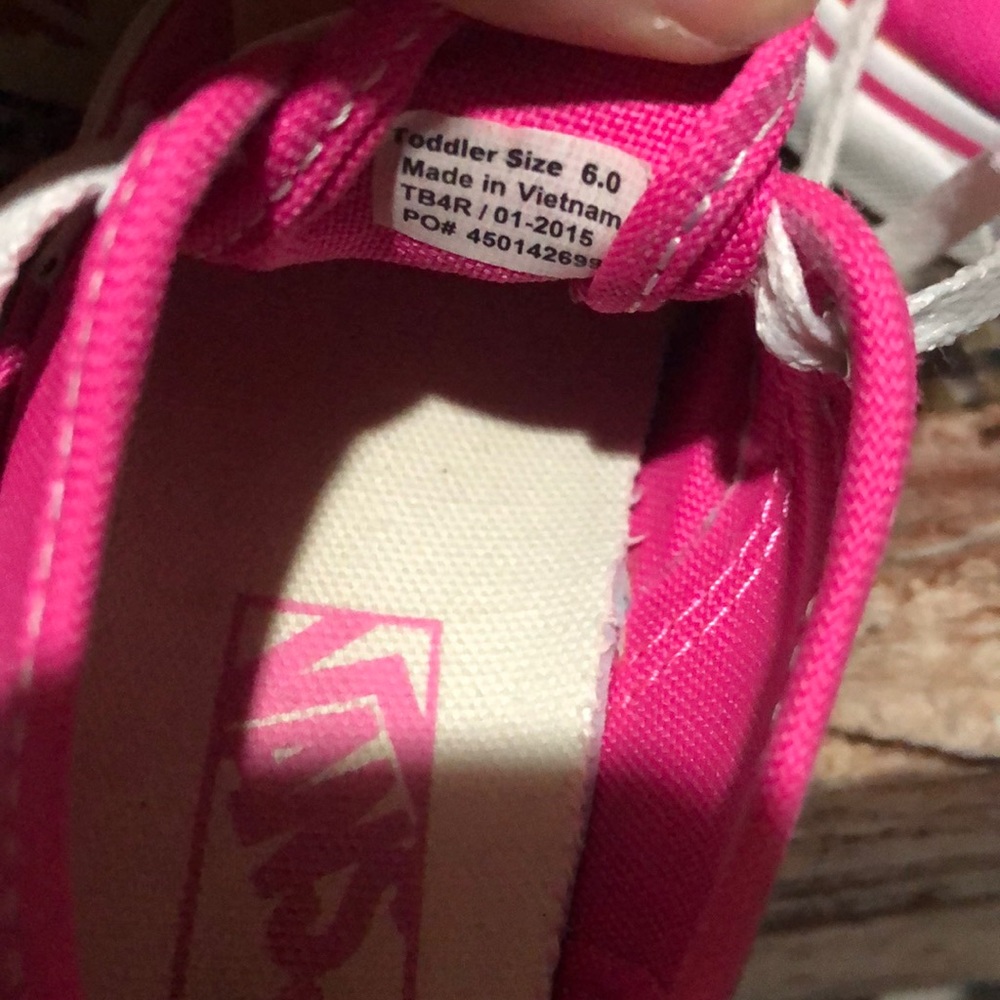 Toddler Size 6.0
Made in Vietnam
TB4R / 01-2015
PO# 450142699
VANS